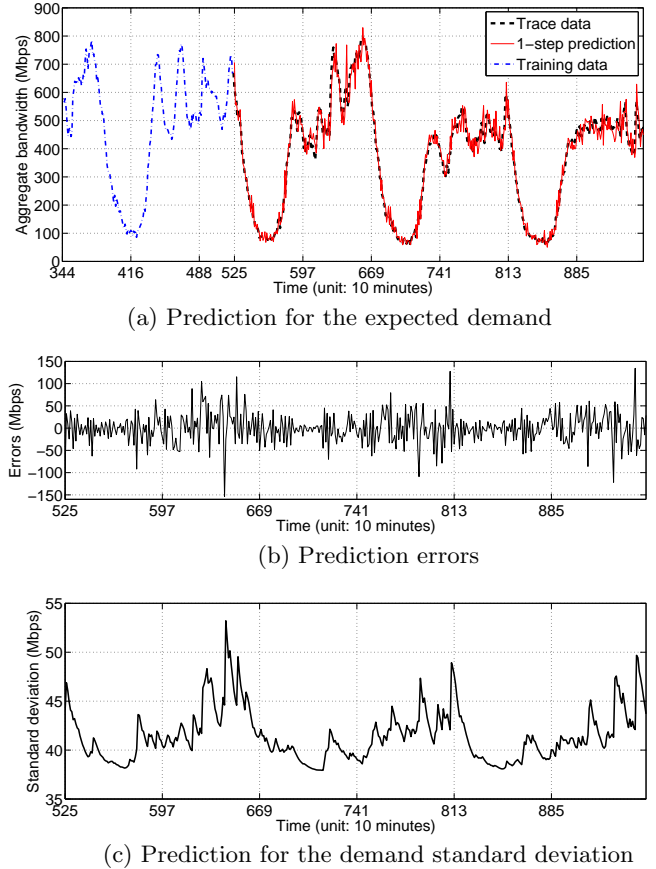 900
800
700
600
500
400
300
200
100
0
Aggregate bandwidth (Mbps)
Trace data
1-step prediction
Training data
344 416 488 525 597 669 741 813 885
Time (unit: 10 minutes)
(a) Prediction for the expected demand
150
100
50
0
−50
−100
−150
Errors (Mbps)
525 597 669 741 813 885
Time (unit: 10 minutes)
(b) Prediction errors
55
50
45
40
35
Standard deviation (Mbps)
525 597 669 741 813 885
Time (unit: 10 minutes)
(c) Prediction for the demand standard deviation